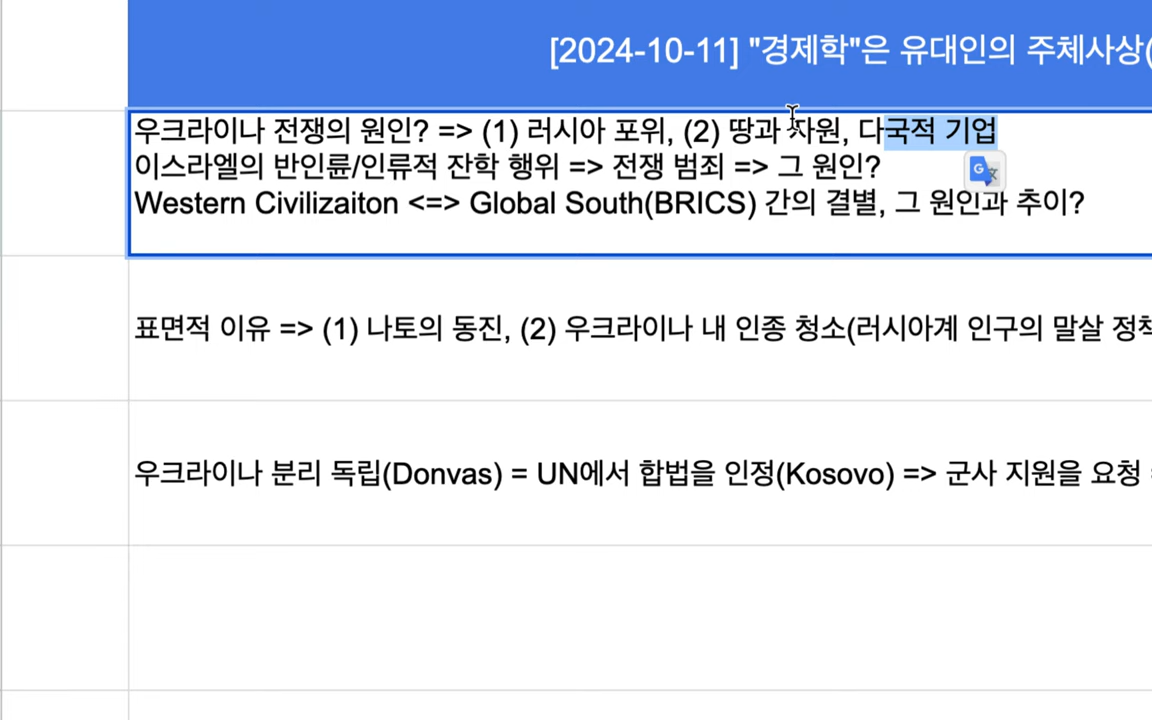 [2024-10-11] "경제학"은 유대인의 주체사상(
우크라이나 전쟁의 원인? => (1) 러시아 포위, (2) 땅과 자원, 다국적 기업
이스라엘의 반인륜/인류적 잔학 행위 => 전쟁 범죄 => 그 원인?
Western Civilizaiton <=> Global South(BRICS) 간의 결별, 그 원인과 추이?
표면적 이유 => (1) 나토의 동진, (2) 우크라이나 내 인종 청소(러시아계 인구의 말살 정책
우크라이나 분리 독립(Donvas) = UN에서 합법을 인정(Kosovo) => 군사 지원을 요청